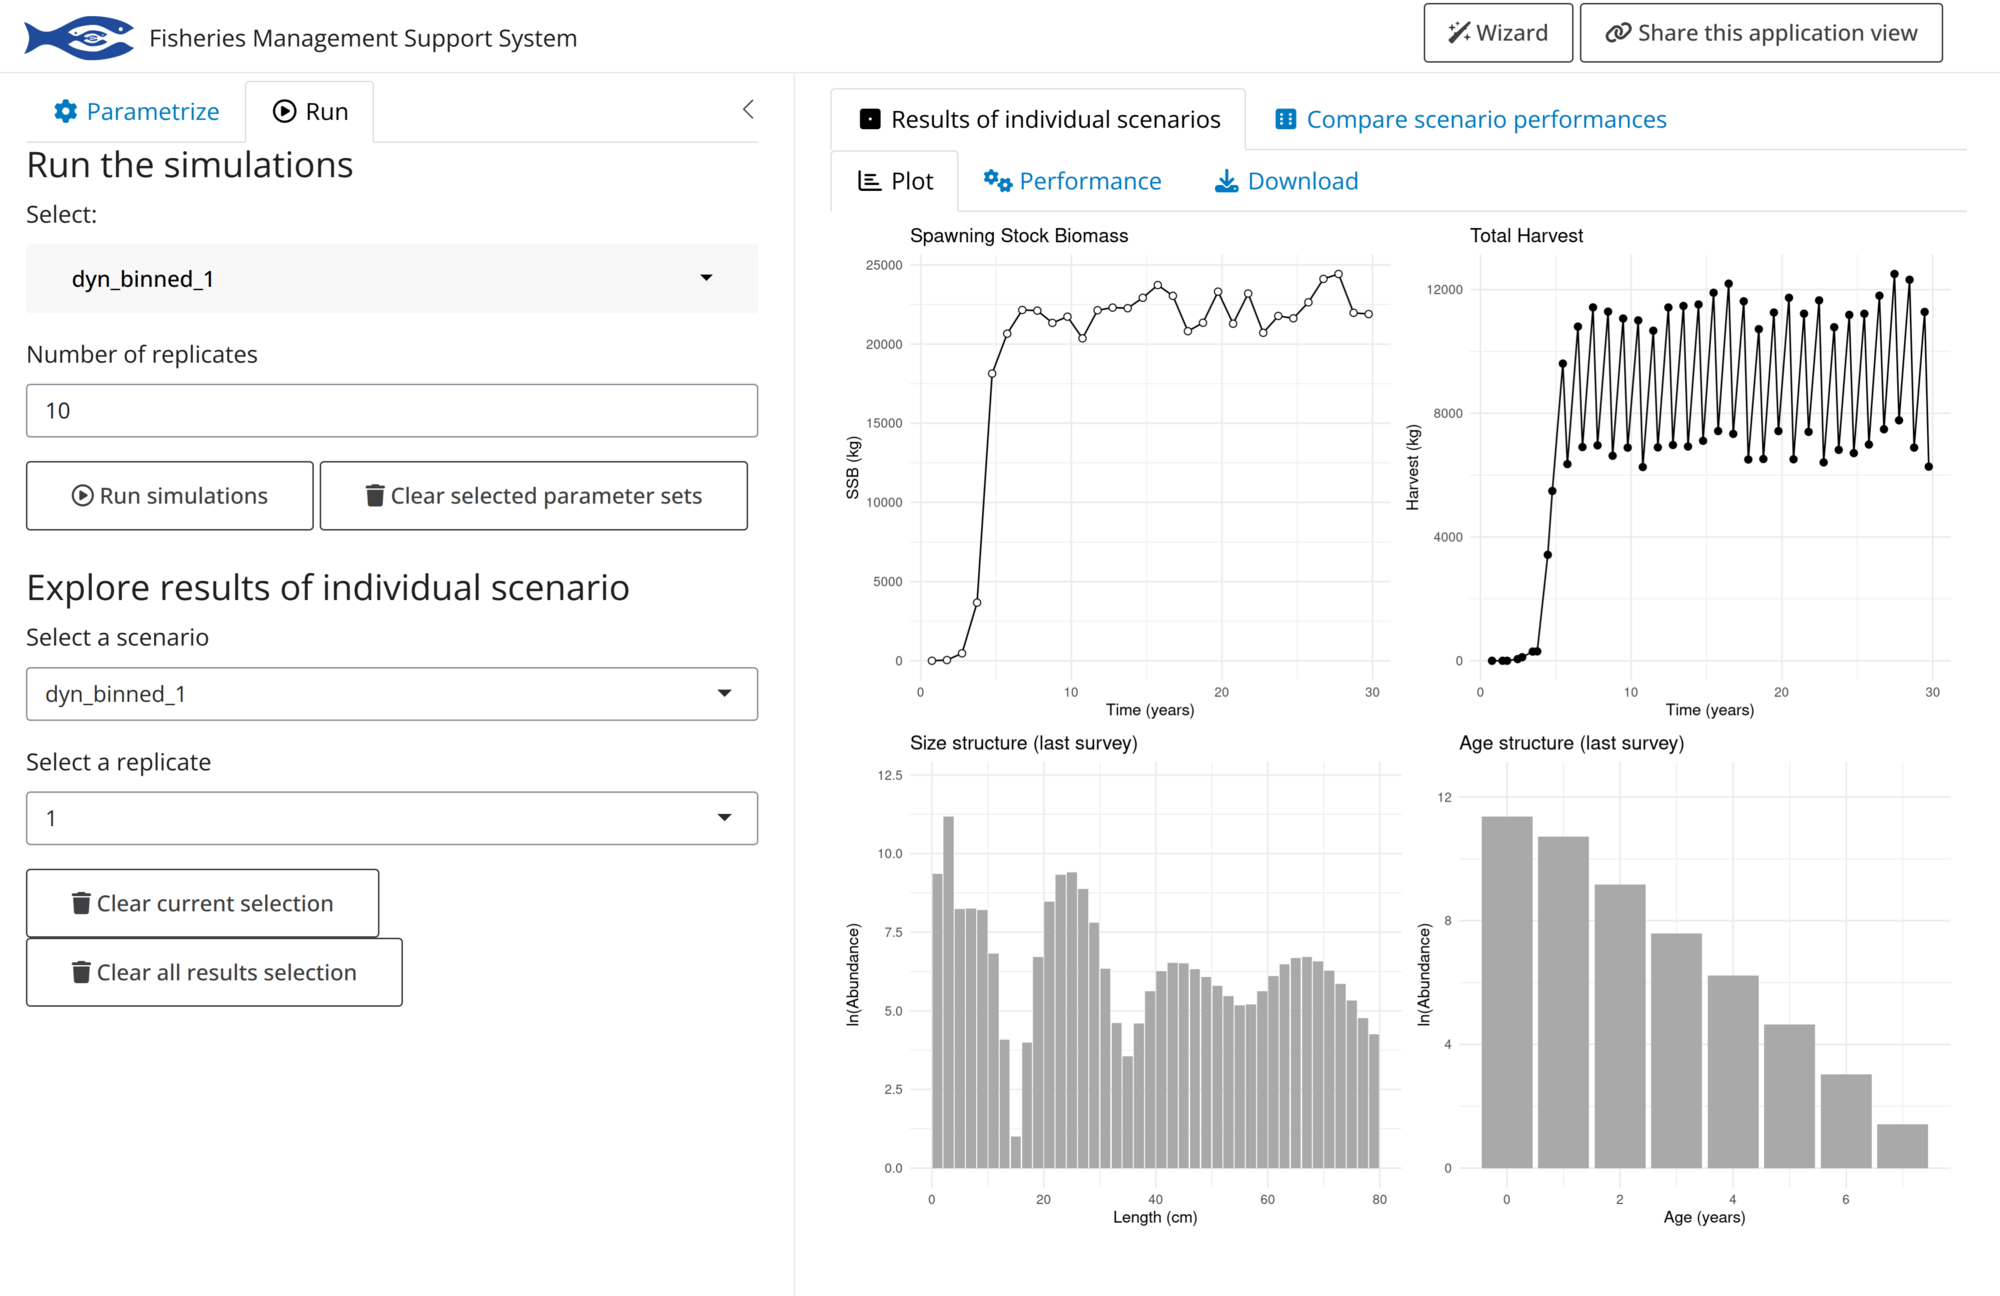 Fisheries Management Support System
Wizard
Share this application view
Parametrize
Run
Run the simulations
Select:
dyn_binned_1
Number of replicates
10
Run simulations
Clear selected parameter sets
Explore results of individual scenario
Select a scenario
dyn_binned_1
Select a replicate
1
Clear current selection
Clear all results selection
Results of individual scenarios
Compare scenario performances
Plot
Performance
Download
Spawning Stock Biomass
25000
20000
15000
10000
5000
0
SSB (kg)
0 10 20 30
Time (years)
Total Harvest
12000
8000
4000
0
Harvest (kg)
0 10 20 30
Time (years)
Size structure (last survey)
12.5
10.0
7.5
5.0
2.5
0.0
ln(Abundance)
0 20 40 60 80
Length (cm)
Age structure (last survey)
12
8
4
0
ln(Abundance)
0 2 4 6
Age (years)